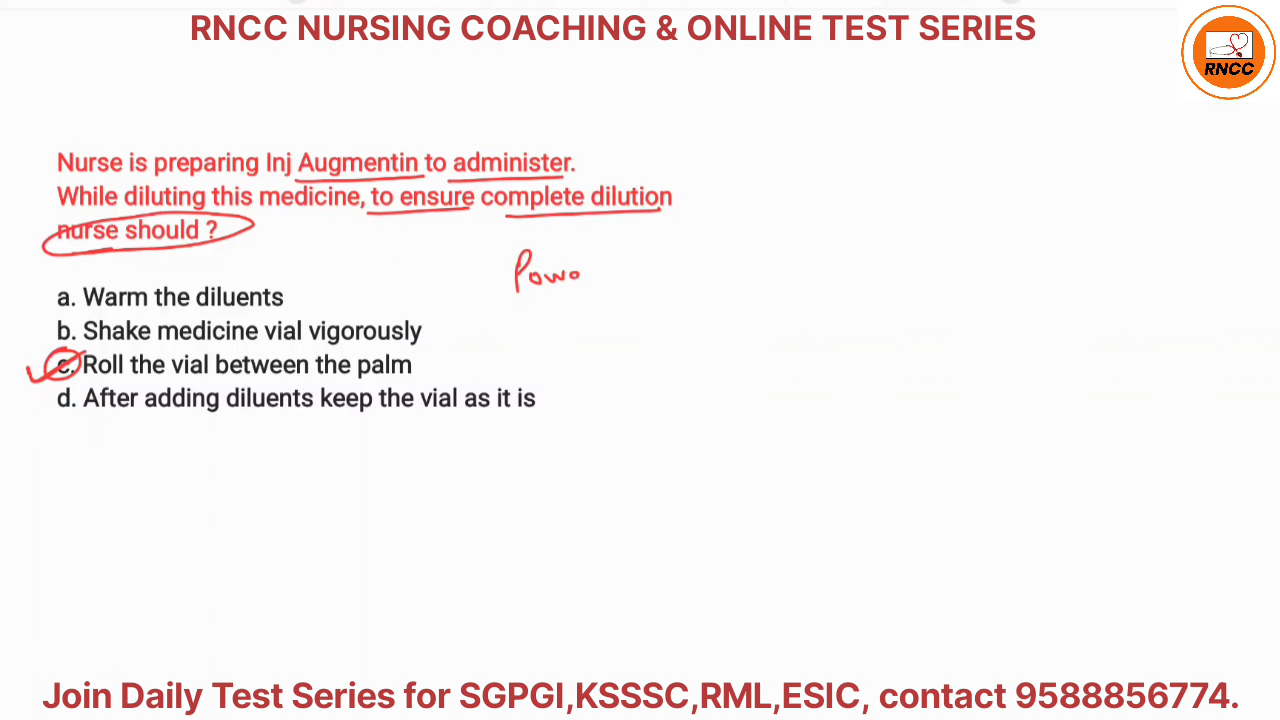 RNCC NURSING COACHING & ONLINE TEST SERIES
RNCC
Nurse is preparing Inj Augmentin to administer.
While diluting this medicine, to ensure complete dilution
nurse should ?
Powe
a. Warm the diluents
b. Shake medicine vial vigorously
c. Roll the vial between the palm
d. After adding diluents keep the vial as it is
Join Daily Test Series for SGPGI,KSSSC,RML,ESIC, contact 9588856774.